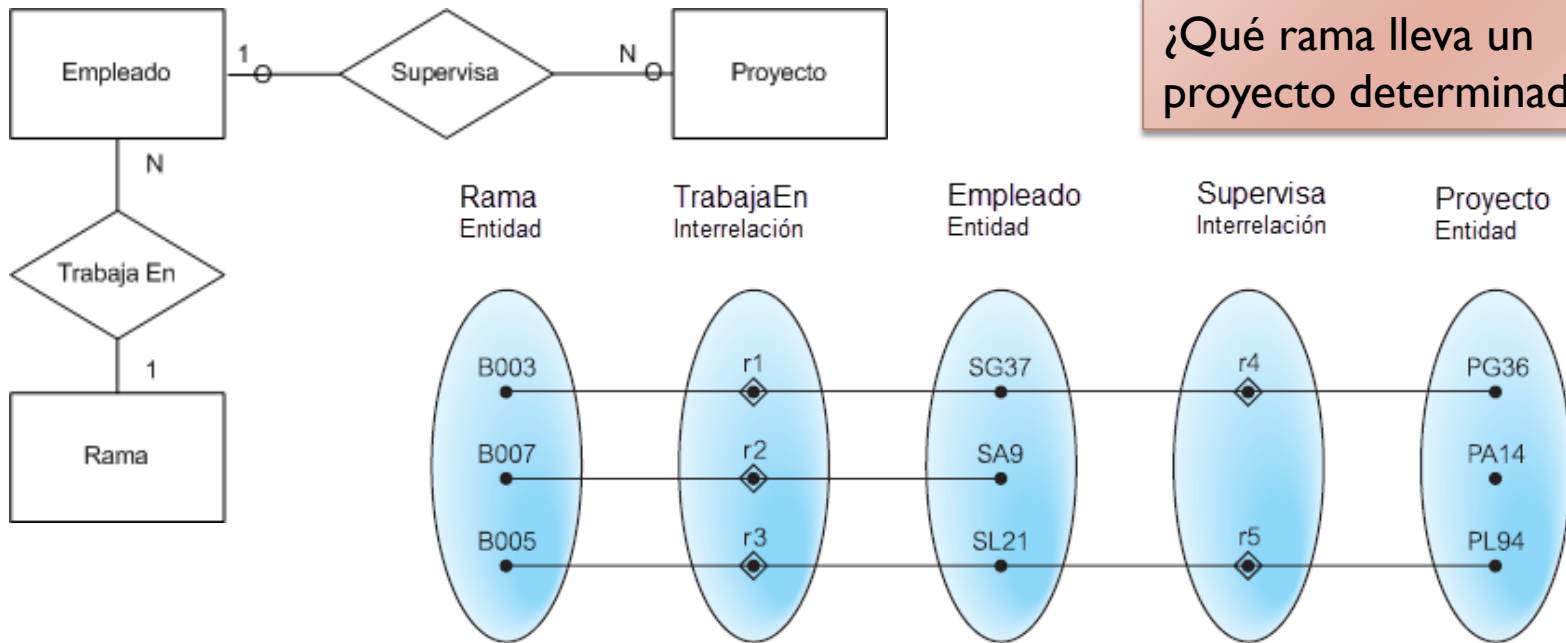 ¿Qué rama lleva un
proyecto determinad
Empleado
1
Supervisa
N
Proyecto
N
Trabaja En
1
Rama
Rama
Entidad
TrabajaEn
Interrelación
Empleado
Entidad
Supervisa
Interrelación
Proyecto
Entidad
B003
r1
SG37
r4
PG36
B007
r2
SA9
PA14
B005
r3
SL21
r5
PL94